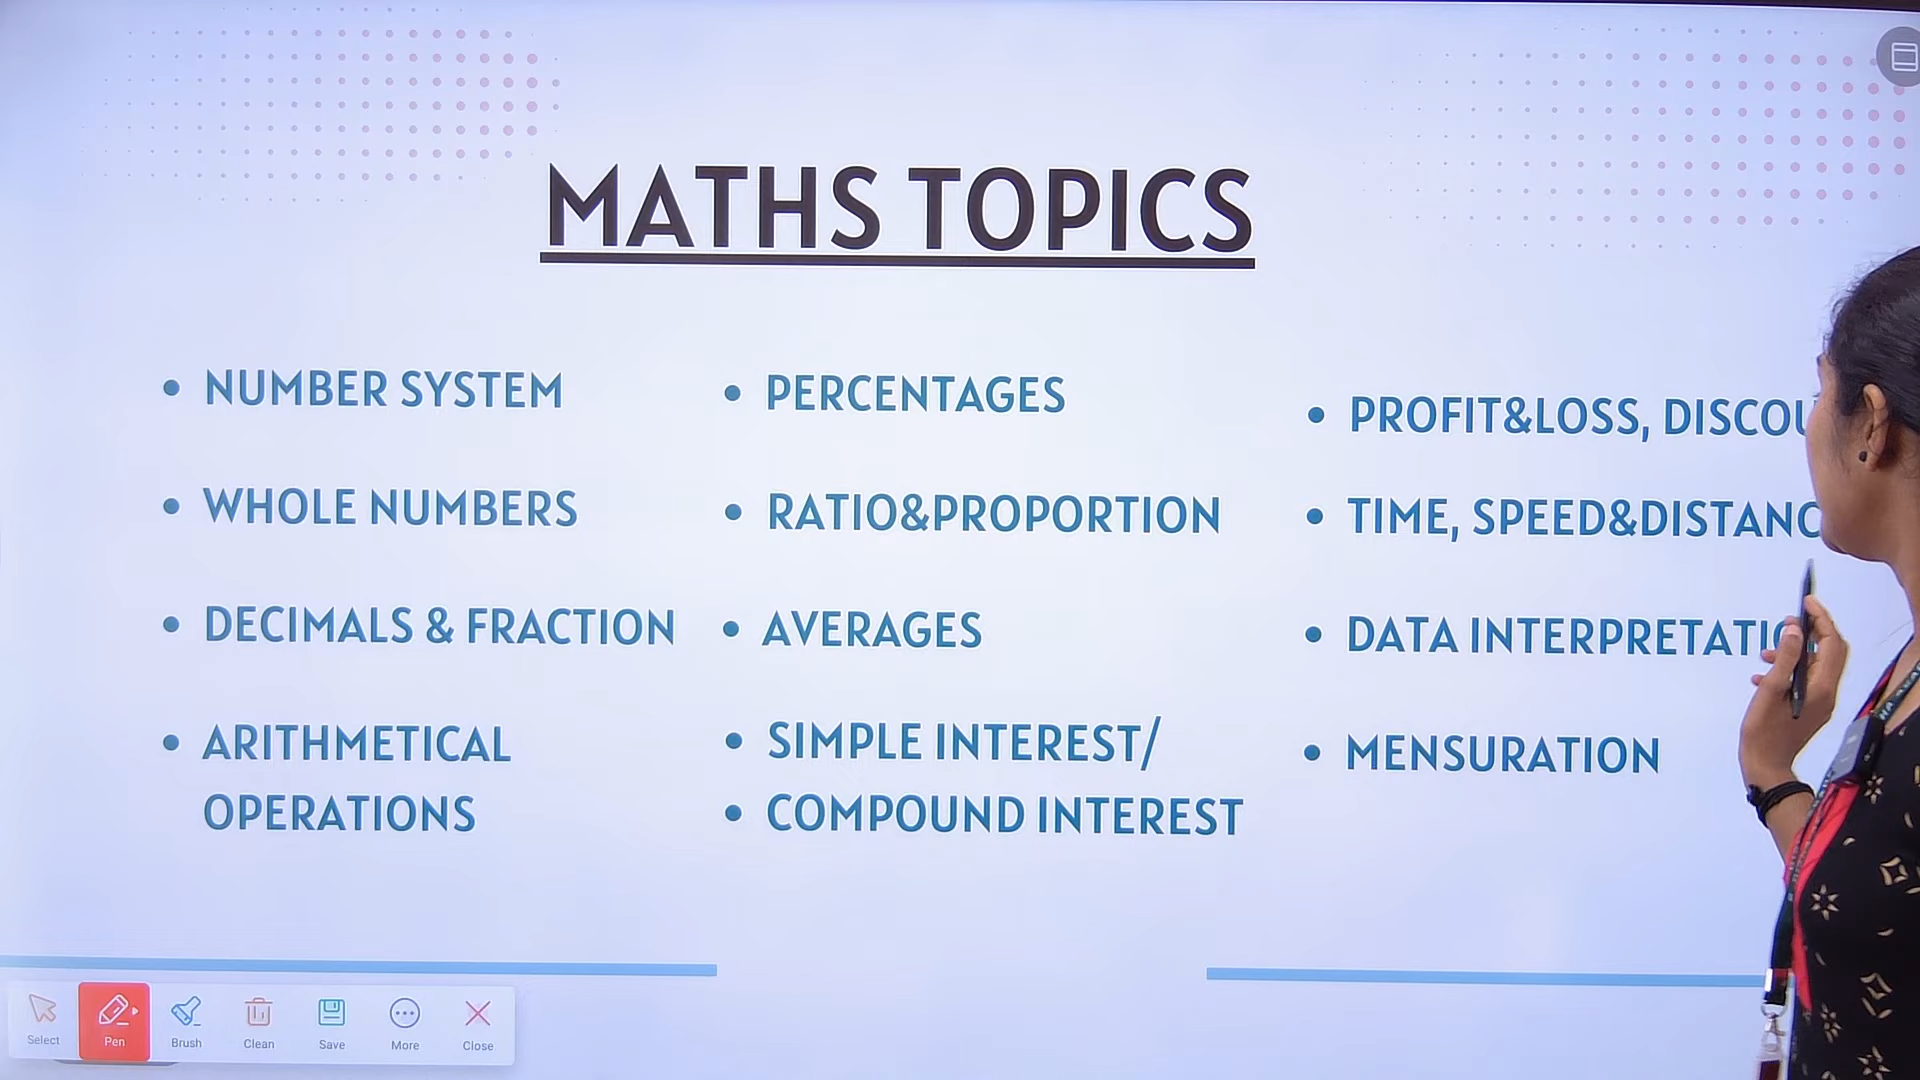 MATHS TOPICS
• NUMBER SYSTEM
• WHOLE NUMBERS
• DECIMALS & FRACTION
• ARITHMETICAL
OPERATIONS
• PERCENTAGES
• RATIO&PROPORTION
• AVERAGES
• SIMPLE INTEREST/
• COMPOUND INTEREST
• PROFIT&LOSS,
• TIME, SPEED&
• DATA
• MENSURATION
Select
Pen
Brush
Clean
Save
More
Close